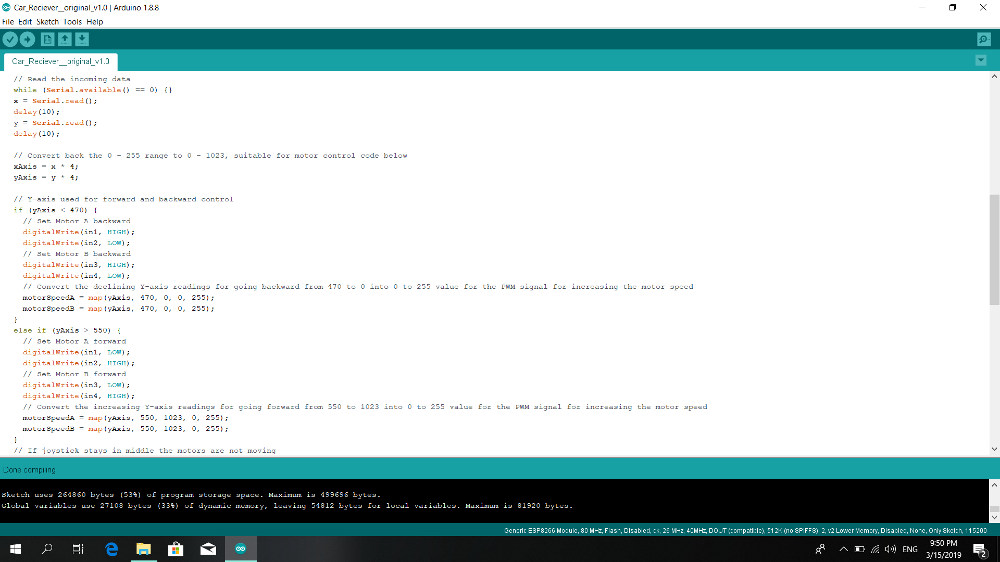 Car_Reciever__original_v1.0 | Arduino 1.8.8
File Edit Sketch Tools Help
Car_Reciever__original_v1.0
// Read the incoming data
while (Serial.available() == 0) {}
x = Serial.read();
delay(10);
y = Serial.read();
delay(10);
// Convert back the 0 - 255 range to 0 - 1023, suitable for motor control code below
xAxis = x * 4;
yAxis = y * 4;
// Y-axis used for forward and backward control
if (yAxis < 470) {
// Set Motor A backward
digitalWrite(in1, HIGH);
digitalWrite(in2, LOW);
// Set Motor B backward
digitalWrite(in3, HIGH);
digitalWrite(in4, LOW);
// Convert the declining Y-axis readings for going backward from 470 to 0 into 0 to 255 value for the PWM signal for increasing the motor speed
motorSpeedA = map(yAxis, 470, 0, 0, 255);
motorSpeedB = map(yAxis, 470, 0, 0, 255);
}
else if (yAxis > 550) {
// Set Motor A forward
digitalWrite(in1, LOW);
digitalWrite(in2, HIGH);
// Set Motor B forward
digitalWrite(in3, LOW);
digitalWrite(in4, HIGH);
// Convert the increasing Y-axis readings for going forward from 550 to 1023 into 0 to 255 value for the PWM signal for increasing the motor speed
motorSpeedA = map(yAxis, 550, 1023, 0, 255);
motorSpeedB = map(yAxis, 550, 1023, 0, 255);
}
// If joystick stays in middle the motors are not moving
Done compiling.
Sketch uses 264860 bytes (53%) of program storage space. Maximum is 499696 bytes.
Global variables use 27108 bytes (33%) of dynamic memory, leaving 54812 bytes for local variables. Maximum is 81920 bytes.
Generic ESP8266 Module, 80 MHz, Flash, Disabled, ck, 26 MHz, 40MHz, DOUT (compatible), 512K (no SPIFFS), 2, v2 Lower Memory, Disabled, None, Only Sketch, 115200
ENG
9:50 PM
3/15/2019
2